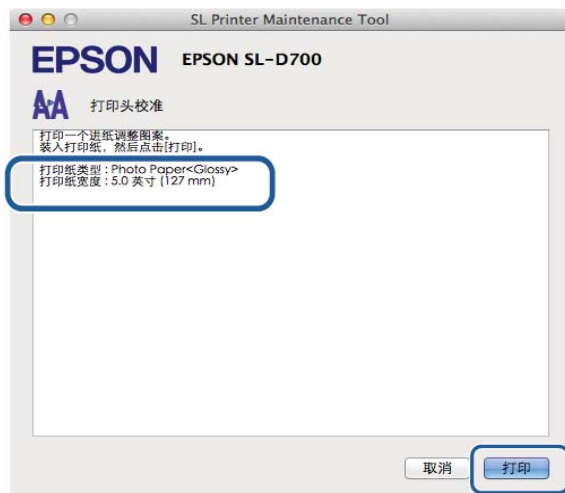 SL Printer Maintenance Tool
EPSON EPSON SL-D700
打印头校准
打印一个进纸调整图案。
装入打印纸，然后点击[打印]。
打印纸类型 : Photo Paper<Glossy>
打印纸宽度 : 5.0 英寸 (127 mm)
取消 打印